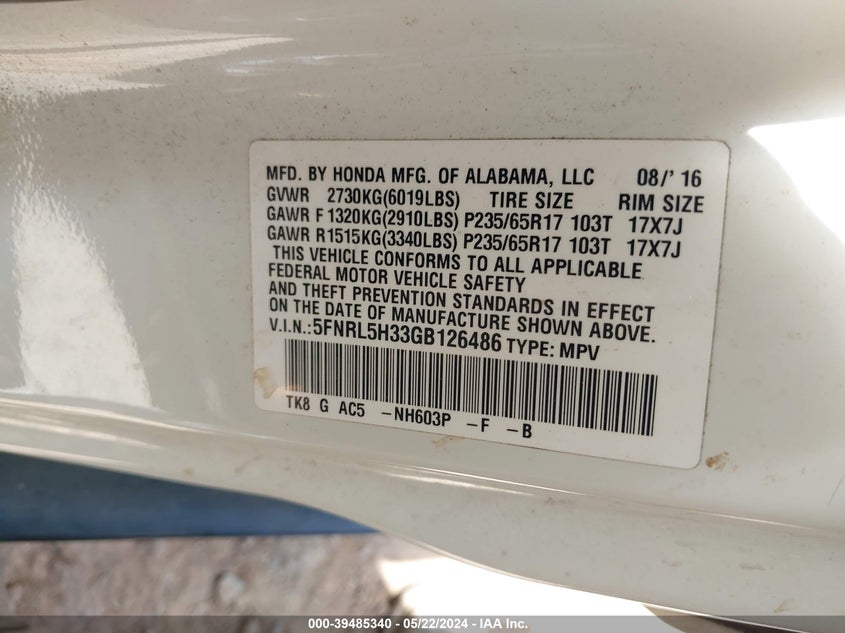 MFD. BY HONDA MFG. OF ALABAMA, LLC 08/' 16
GVWR 2730KG(6019LBS) TIRE SIZE RIM SIZE
GAWR F 1320KG(2910LBS) P235/65R17 103T 17X7J
GAWR R1515KG(3340LBS) P235/65R17 103T 17X7J
THIS VEHICLE CONFORMS TO ALL APPLICABLE
FEDERAL MOTOR VEHICLE SAFETY
AND THEFT PREVENTION STANDARDS IN EFFECT
ON THE DATE OF MANUFACTURE SHOWN ABOVE.
V.I.N.:5FNRL5H33GB126486 TYPE: MPV
TK8 G AC5 -NH603P -F -B
000-39485340 - 05/22/2024 - IAA Inc.